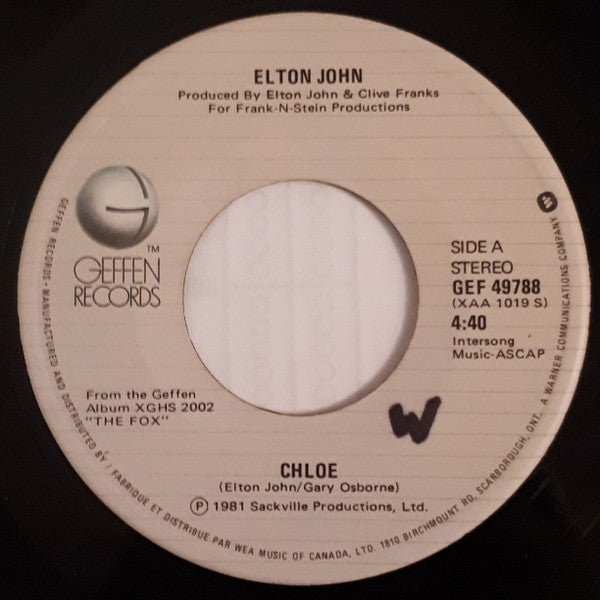 ELTON JOHN
Produced By Elton John & Clive Franks
For Frank-N-Stein Productions
G
™
GEFFEN
RECORDS
SIDE A
STEREO
GEF 49788
(XAA 1019 S)
4:40
Intersong
Music-ASCAP
From the Geffen
Album XGHS 2002
"THE FOX"
W
CHLOE
(Elton John/Gary Osborne)
Ⓟ 1981 Sackville Productions, Ltd.
GEFFEN RECORDS • MANUFACTURED AND DISTRIBUTED BY / FABRIQUE ET DISTRIBUE PAR WEA MUSIC OF CANADA, LTD. 1810 BIRCHMOUNT RD. SCARBOROUGH, ONT. A WARNER COMMUNICATIONS COMPANY